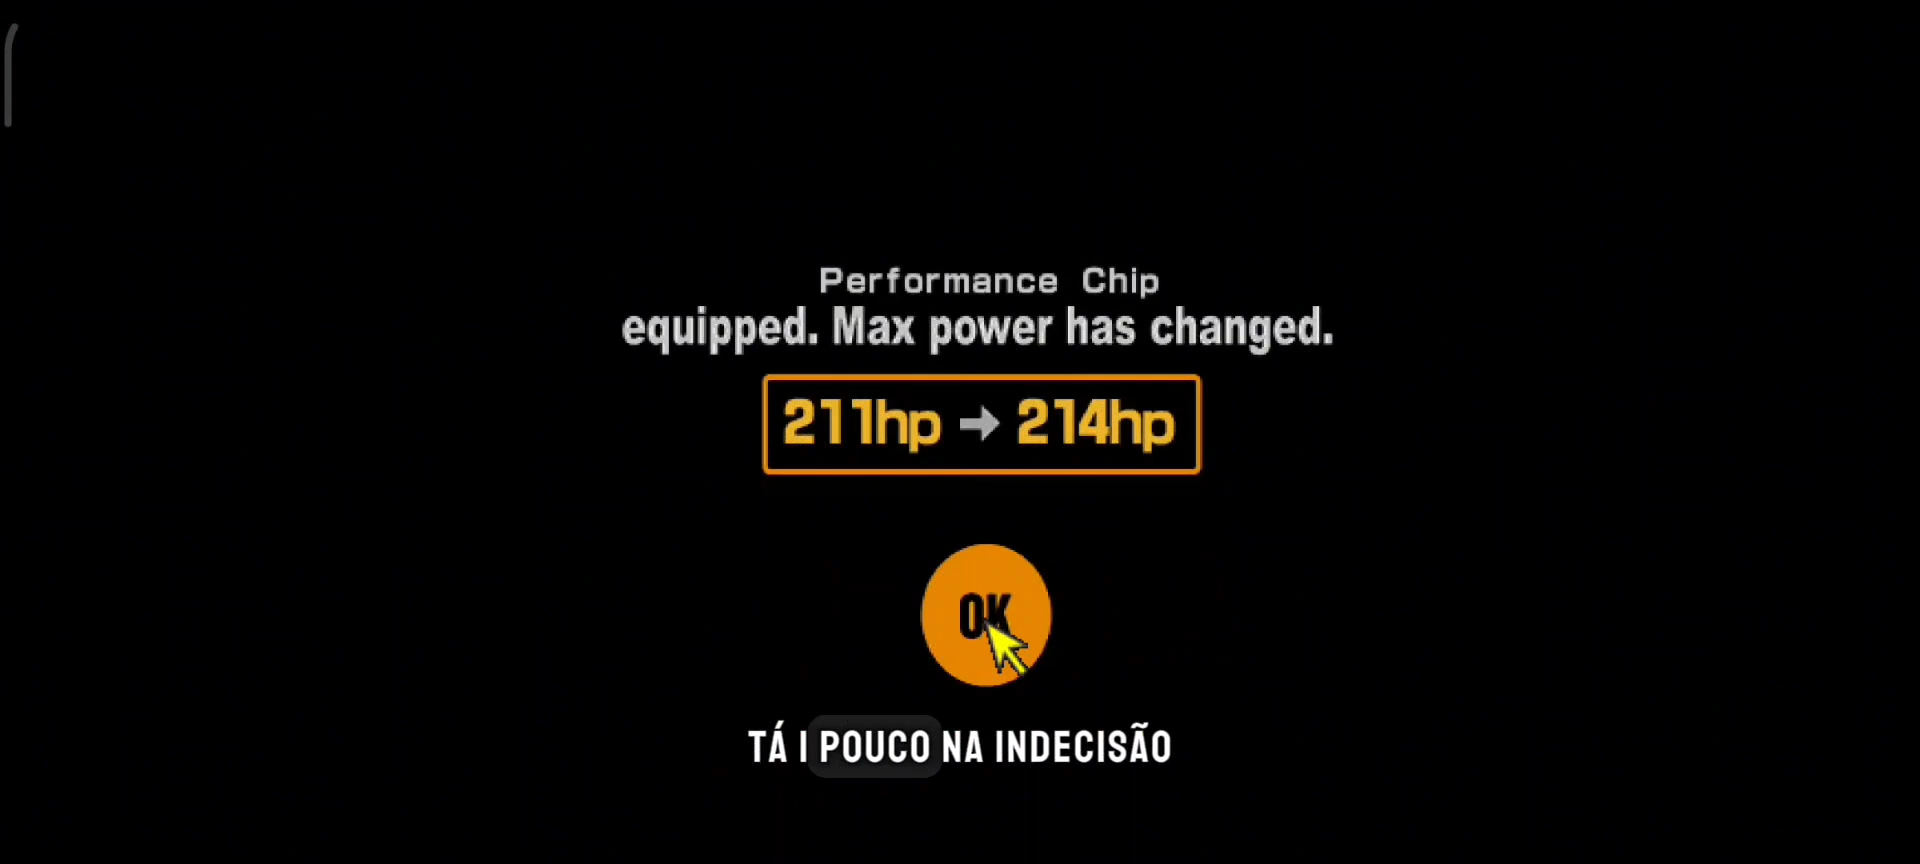 Performance Chip
equipped. Max power has changed.
211hp → 214hp
OK
TÁ I POUCO NA INDECISÃO